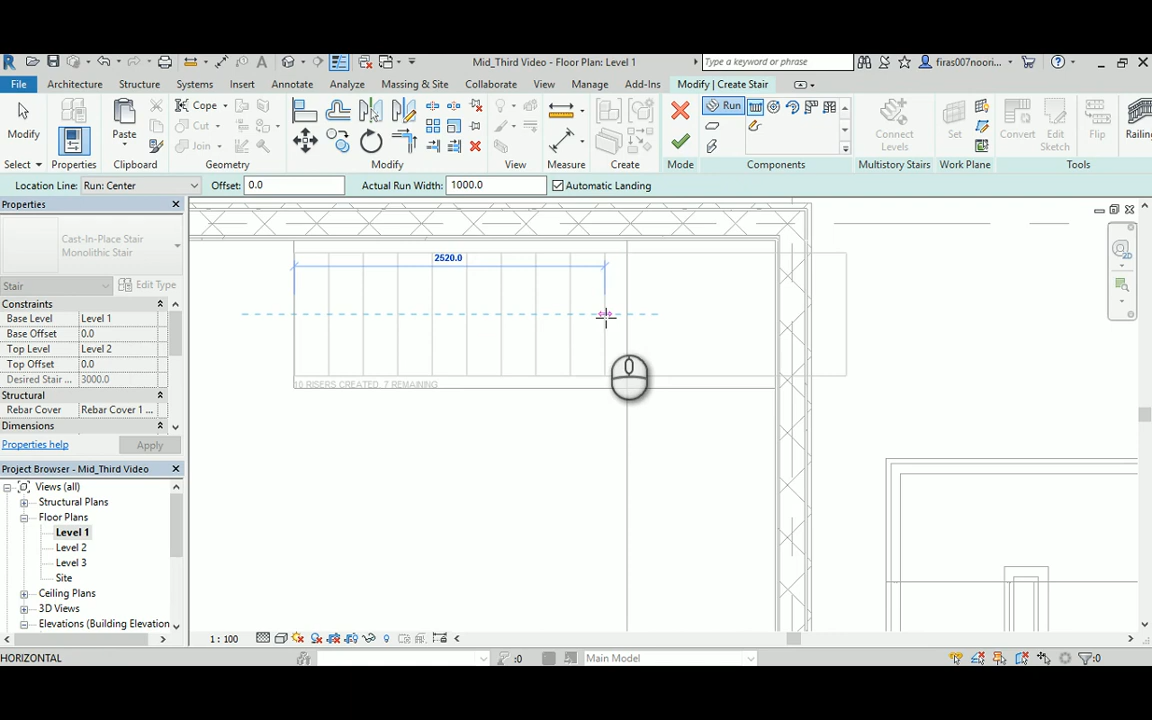 Mid_Third Video - Floor Plan: Level 1
Type a keyword or phrase
firas007noori...
File
Architecture
Structure
Systems
Insert
Annotate
Analyze
Massing & Site
Collaborate
View
Manage
Add-Ins
Modify | Create Stair
Modify
Paste
Cope
Cut
Join
Run
Connect
Levels
Set
Convert
Edit
Sketch
Flip
Railing
Select
Properties
Clipboard
Geometry
Modify
View
Measure
Create
Mode
Components
Multistory Stairs
Work Plane
Tools
Location Line: Run: Center
Offset: 0.0
Actual Run Width: 1000.0
Automatic Landing
Properties
Cast-In-Place Stair
Monolithic Stair
Stair
Edit Type
Constraints
Base Level Level 1
Base Offset 0.0
Top Level Level 2
Top Offset 0.0
Desired Stair ... 3000.0
Structural
Rebar Cover Rebar Cover 1 ...
Dimensions
Properties help
Apply
Project Browser - Mid_Third Video
Views (all)
Structural Plans
Floor Plans
Level 1
Level 2
Level 3
Site
Ceiling Plans
3D Views
Elevations (Building Elevation
2520.0
10 RISERS CREATED, 7 REMAINING
2D
1 : 100
HORIZONTAL
:0
Main Model
:0